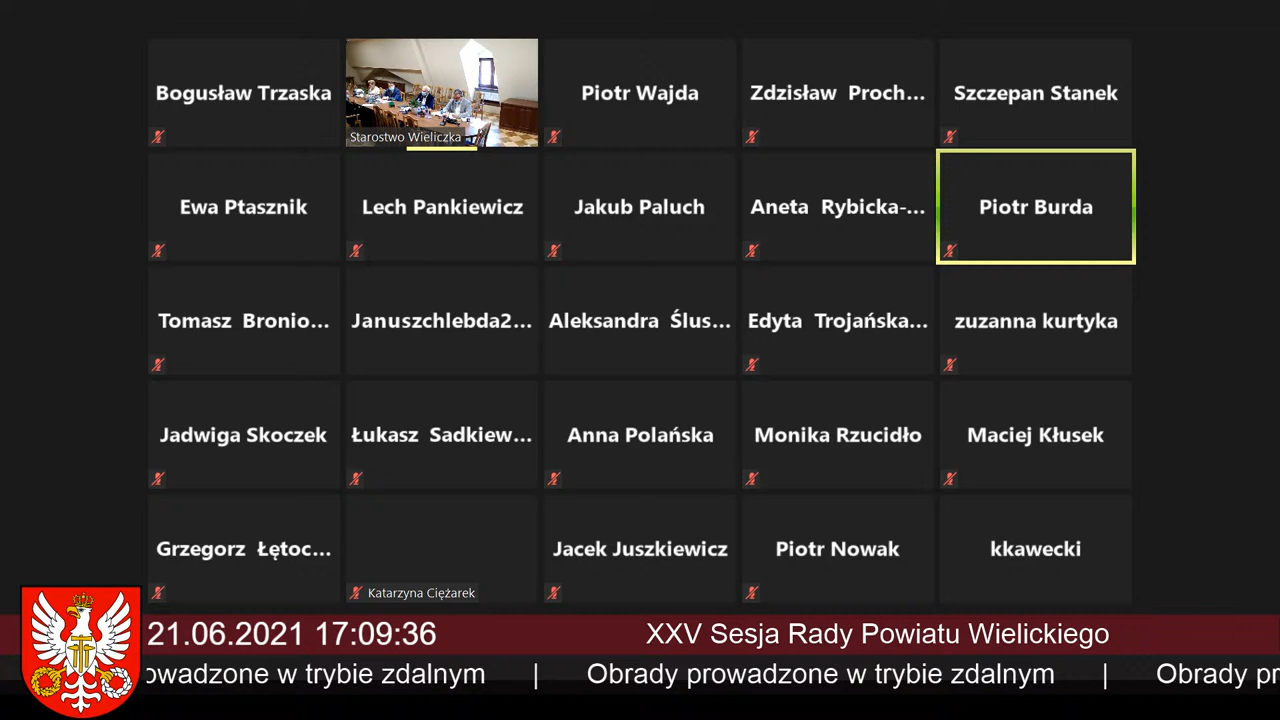 Bogusław Trzaska
Starostwo Wieliczka
Piotr Wajda
Zdzisław Proch...
Szczepan Stanek
Ewa Ptasznik
Lech Pankiewicz
Jakub Paluch
Aneta Rybicka-...
Piotr Burda
Tomasz Bronio...
Januszchlebda2...
Aleksandra Ślus...
Edyta Trojańska...
zuzanna kurtyka
Jadwiga Skoczek
Łukasz Sadkiew...
Anna Polańska
Monika Rzucidło
Maciej Kłusek
Grzegorz Łętoc...
Katarzyna Ciężarek
Jacek Juszkiewicz
Piotr Nowak
kkawecki
21.06.2021 17:09:36 XXV Sesja Rady Powiatu Wielickiego
owadzone w trybie zdalnym | Obrady prowadzone w trybie zdalnym | Obrady pr